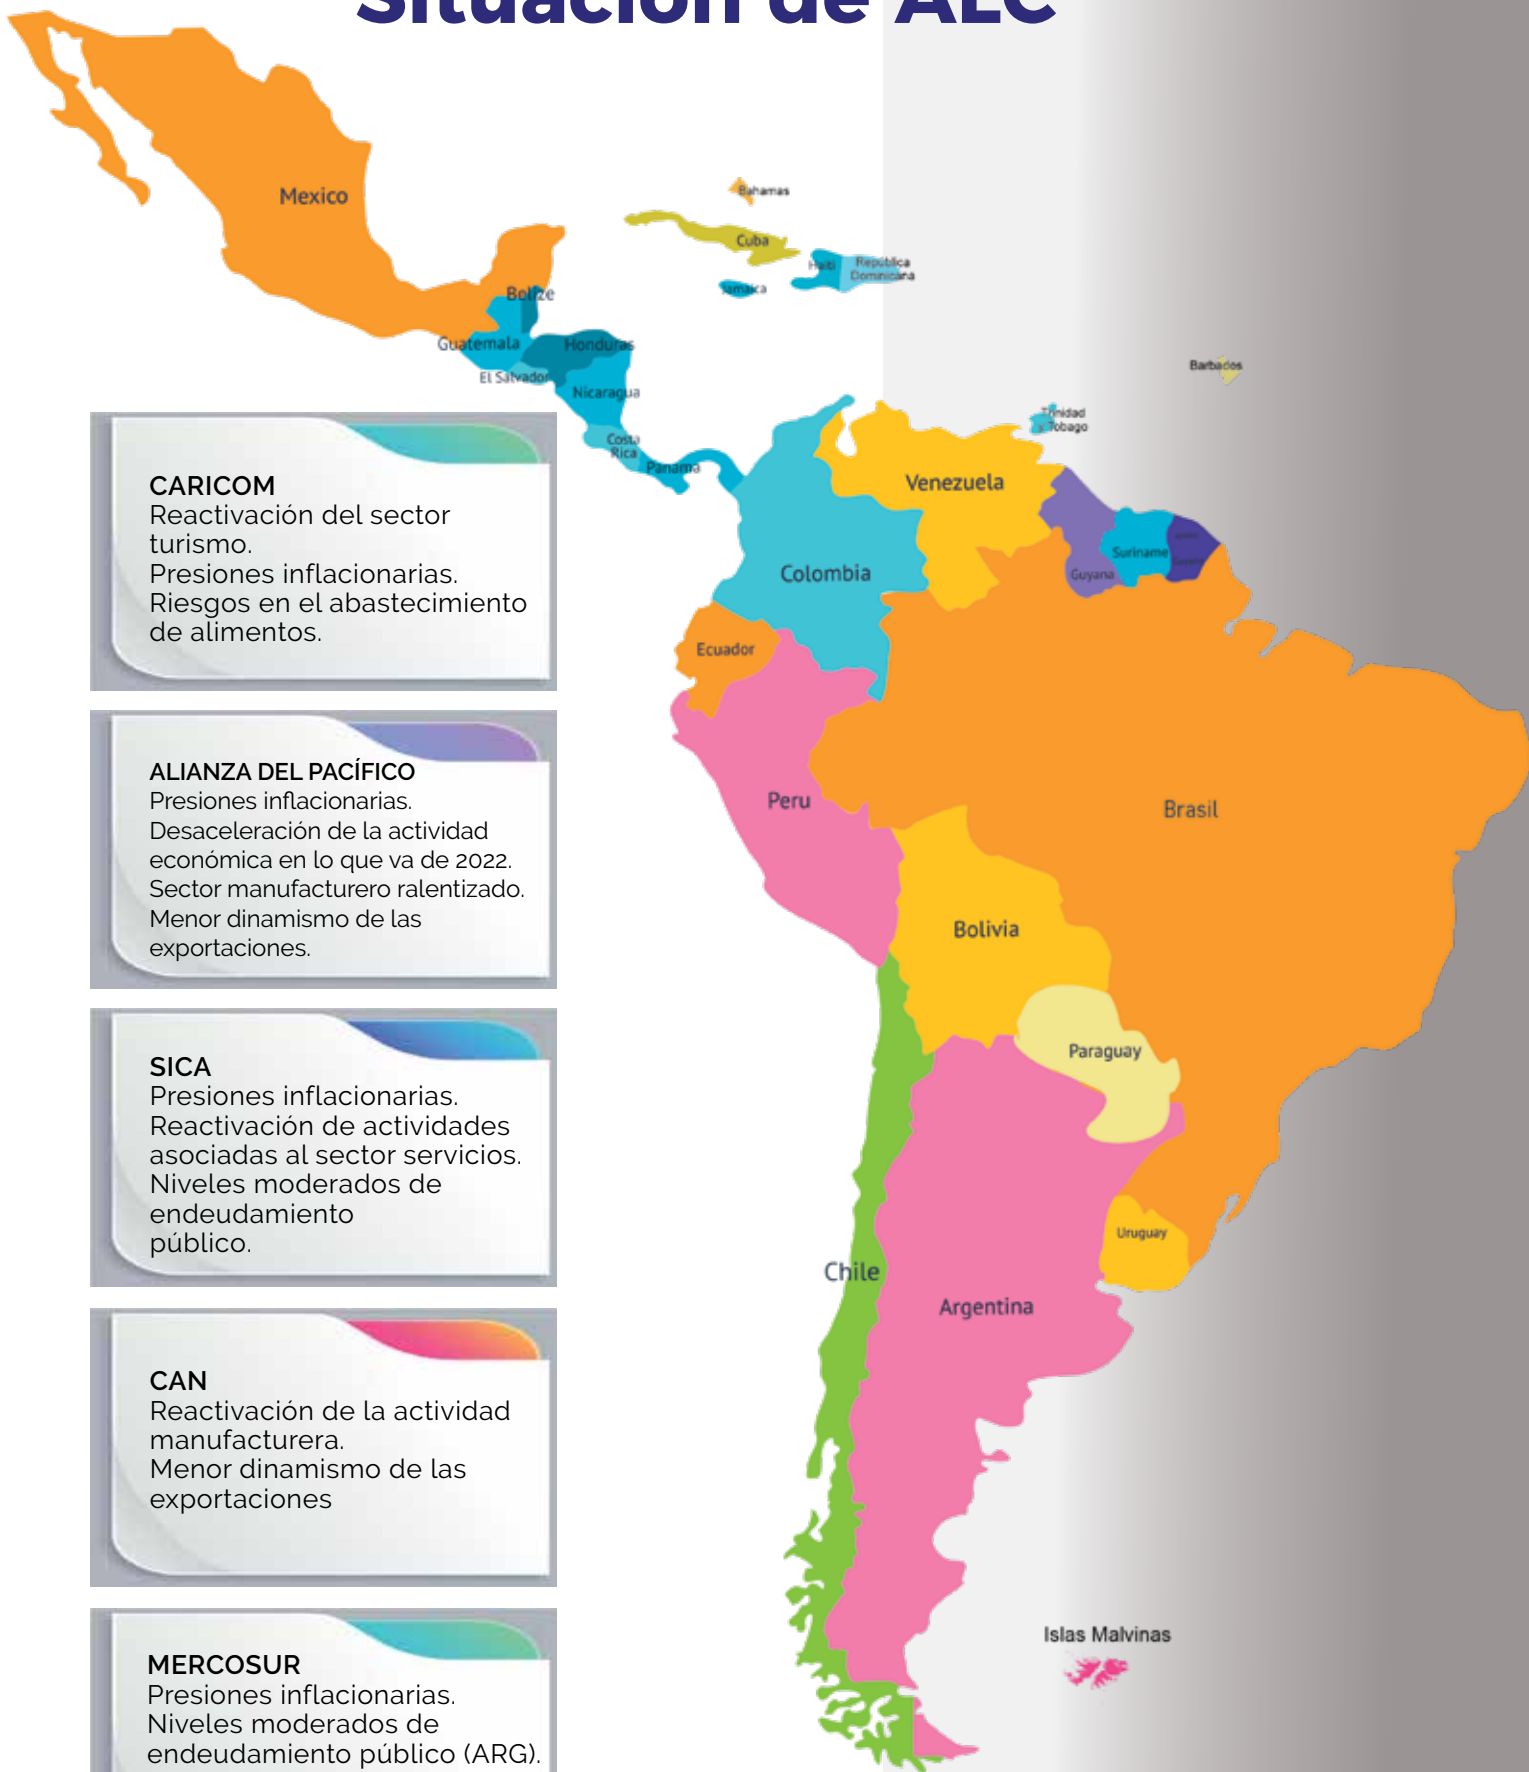 Situación de ALC
Mexico
Bahamas
Cuba
Haiti
República
Dominicana
Jamaica
Belize
Guatemala
Honduras
El Salvador
Nicaragua
Costa
Rica
Panama
Barbados
Trinidad
Tobago
Venezuela
Colombia
Guyana
Suriname
Ecuador
Peru
Brasil
Bolivia
Paraguay
Uruguay
Chile
Argentina
Islas Malvinas
CARICOM
Reactivación del sector
turismo.
Presiones inflacionarias.
Riesgos en el abastecimiento
de alimentos.
ALIANZA DEL PACÍFICO
Presiones inflacionarias.
Desaceleración de la actividad
económica en lo que va de 2022.
Sector manufacturero ralentizado.
Menor dinamismo de las
exportaciones.
SICA
Presiones inflacionarias.
Reactivación de actividades
asociadas al sector servicios.
Niveles moderados de
endeudamiento
público.
CAN
Reactivación de la actividad
manufacturera.
Menor dinamismo de las
exportaciones
MERCOSUR
Presiones inflacionarias.
Niveles moderados de
endeudamiento público (ARG).